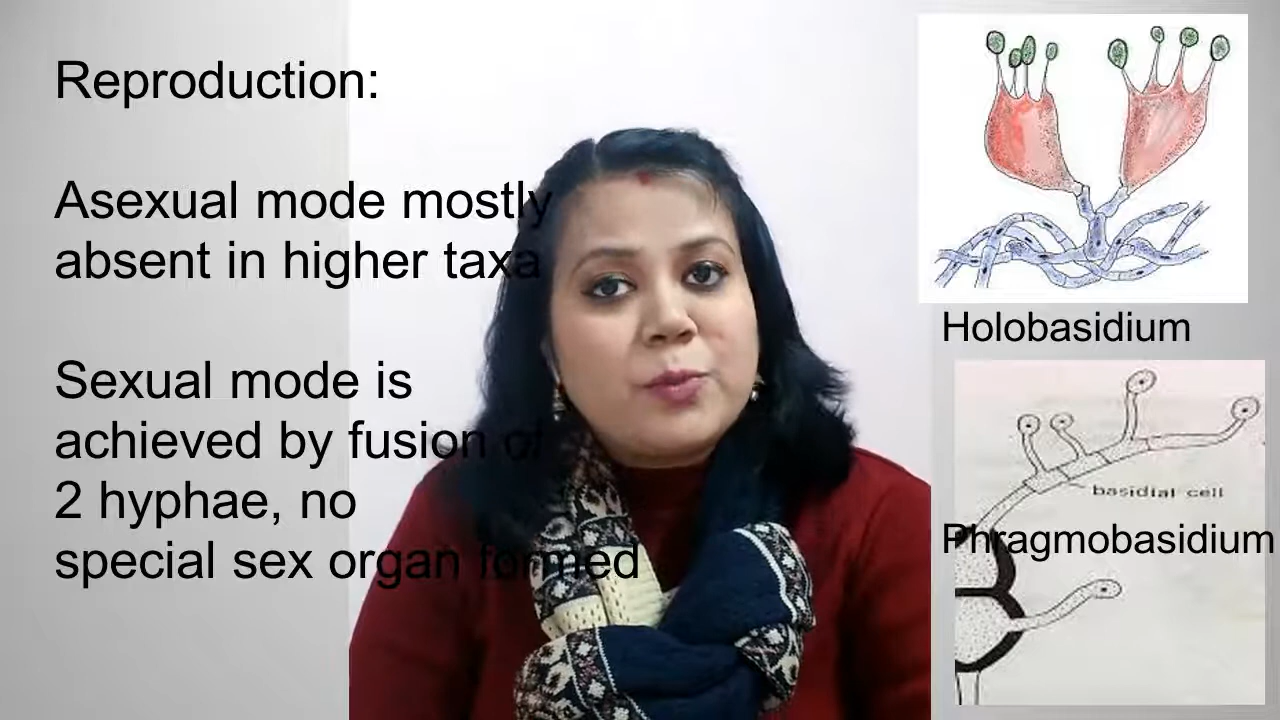 Reproduction:
Asexual mode mostly
absent in higher taxa
Sexual mode is
achieved by fusion of
2 hyphae, no
special sex organ formed
Holobasidium
basidial cell
Phragmobasidium